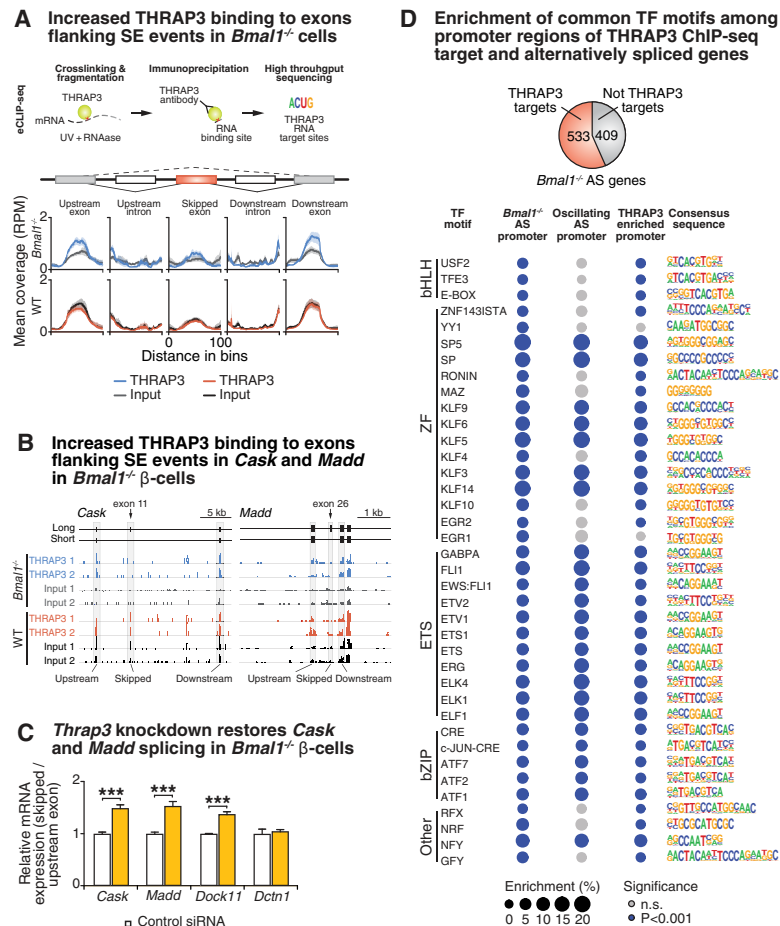 A Increased THRAP3 binding to exons
flanking SE events in Bmal1-/- cells
eCLIP-seq
Crosslinking &
fragmentation
THRAP3
mRNA
UV + RNAase
Immunoprecipitation
THRAP3
antibody
RNA
binding site
High throuhgput
sequencing
ACUG
THRAP3
RNA
target sites
Mean coverage (RPM)
Bmal1-/-
WT
Upstream
exon
Upstream
intron
Skipped
exon
Downstream
intron
Downstream
exon
2
0
2
0
0 100
Distance in bins
THRAP3 THRAP3
Input Input
B Increased THRAP3 binding to exons
flanking SE events in Cask and Madd
in Bmal1-/- β-cells
Cask exon 11 5 kb Madd exon 26 1 kb
Long
Short
Bmal1-/-
THRAP3 1
THRAP3 2
Input 1
Input 2
WT
THRAP3 1
THRAP3 2
Input 1
Input 2
Upstream Skipped Downstream Upstream Skipped Downstream
C Thrap3 knockdown restores Cask
and Madd splicing in Bmal1-/- β-cells
Relative mRNA
expression (skipped /
upstream exon)
2
1
0
*** *** ***
Cask Madd Dock11 Dctn1
Control siRNA
D Enrichment of common TF motifs among
promoter regions of THRAP3 ChIP-seq
target and alternatively spliced genes
THRAP3
targets
Not THRAP3
targets
533 409
Bmal1-/- AS genes
TF
motif
Bmal1-/-
AS
promoter
Oscillating
AS
promoter
THRAP3
enriched
promoter
Consensus
sequence
bHLH
USF2
TFE3
E-BOX
ZF
ZNF143ISTA
YY1
SP5
SP
RONIN
MAZ
KLF9
KLF6
KLF5
KLF4
KLF3
KLF14
KLF10
EGR2
EGR1
ETS
GABPA
FLI1
EWS:FLI1
ETV2
ETV1
ETS1
ETS
ERG
ELK4
ELK1
ELF1
bZIP
CRE
c-JUN-CRE
ATF7
ATF2
ATF1
Other
RFX
NRF
NFY
GFY
Enrichment (%)
0 5 10 15 20
Significance
n.s.
P<0.001